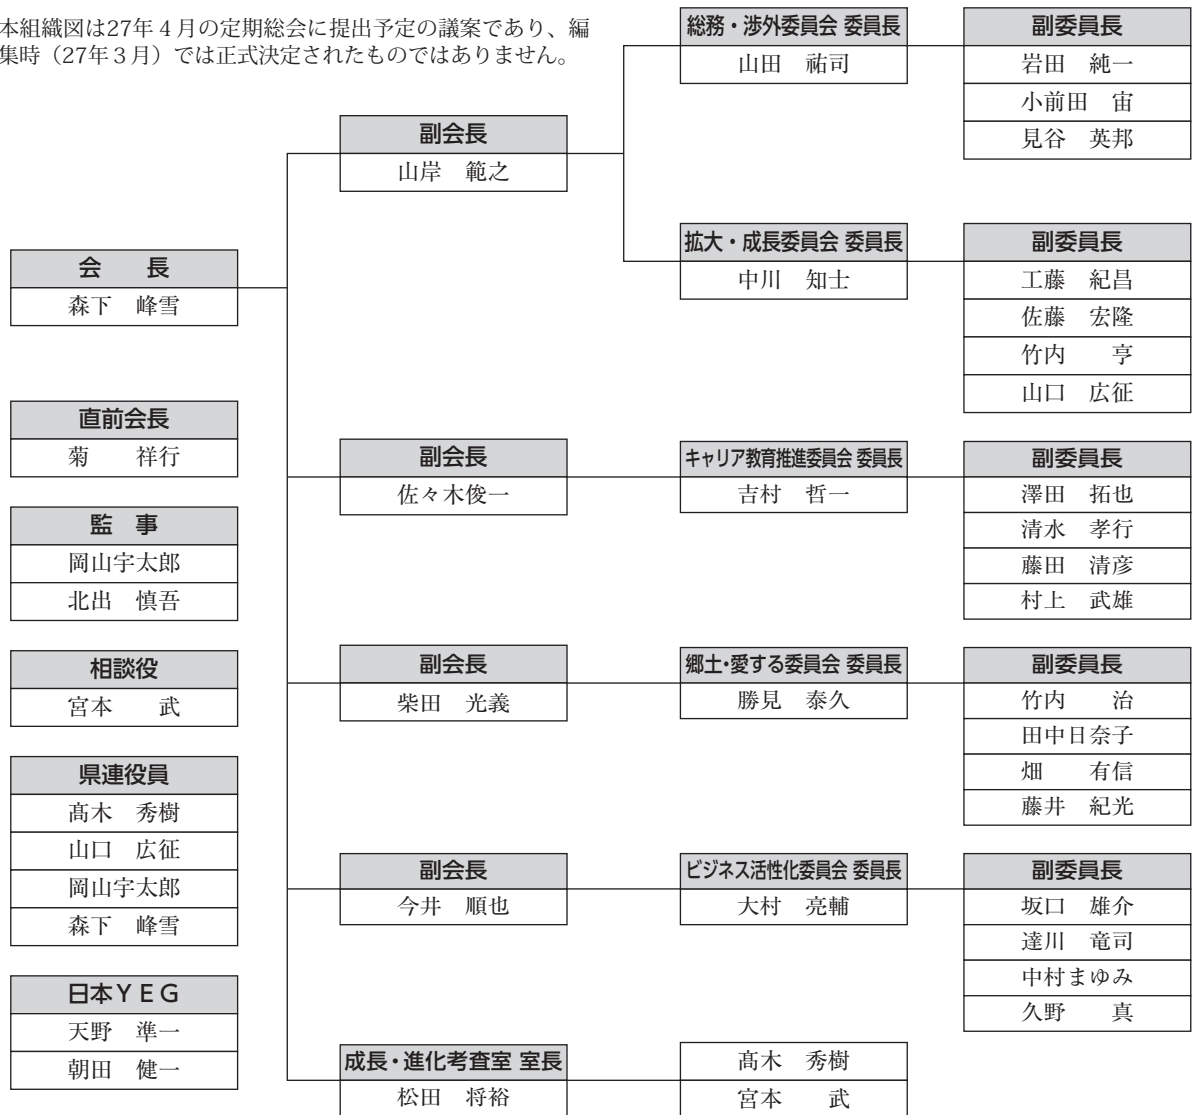 本組織図は27年４月の定期総会に提出予定の議案であり、編
集時（27年３月）では正式決定されたものではありません。
会　長
森下　峰雪
直前会長
菊　祥行
監　事
岡山宇太郎
北出　慎吾
相談役
宮本　武
県連役員
髙木　秀樹
山口　広征
岡山宇太郎
森下　峰雪
日本ＹＥＧ
天野　準一
朝田　健一
副会長
山岸　範之
総務・渉外委員会 委員長
山田　祐司
副委員長
岩田　純一
小前田　宙
見谷　英邦
拡大・成長委員会 委員長
中川　知士
副委員長
工藤　紀昌
佐藤　宏隆
竹内　亨
山口　広征
副会長
佐々木俊一
キャリア教育推進委員会 委員長
吉村　哲一
副委員長
澤田　拓也
清水　孝行
藤田　清彦
村上　武雄
副会長
柴田　光義
郷土・愛する委員会 委員長
勝見　泰久
副委員長
竹内　治
田中日奈子
畑　有信
藤井　紀光
副会長
今井　順也
ビジネス活性化委員会 委員長
大村　亮輔
副委員長
坂口　雄介
達川　竜司
中村まゆみ
久野　真
成長・進化考査室 室長
松田　将裕
髙木　秀樹
宮本　武